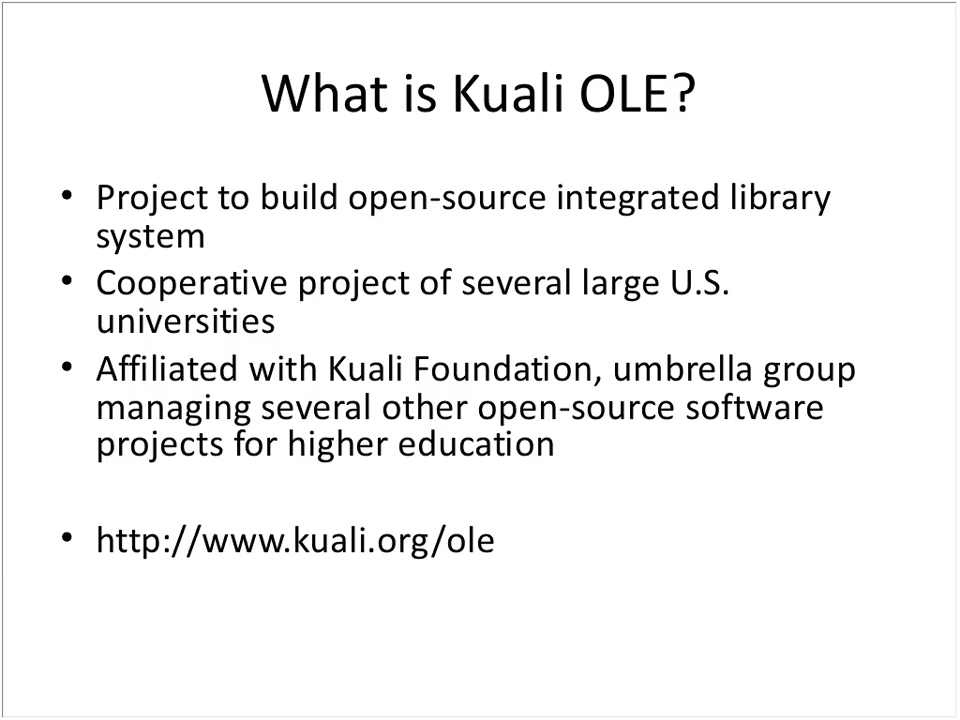 What is Kuali OLE?
• Project to build open-source integrated library
system
• Cooperative project of several large U.S.
universities
• Affiliated with Kuali Foundation, umbrella group
managing several other open-source software
projects for higher education
• http://www.kuali.org/ole